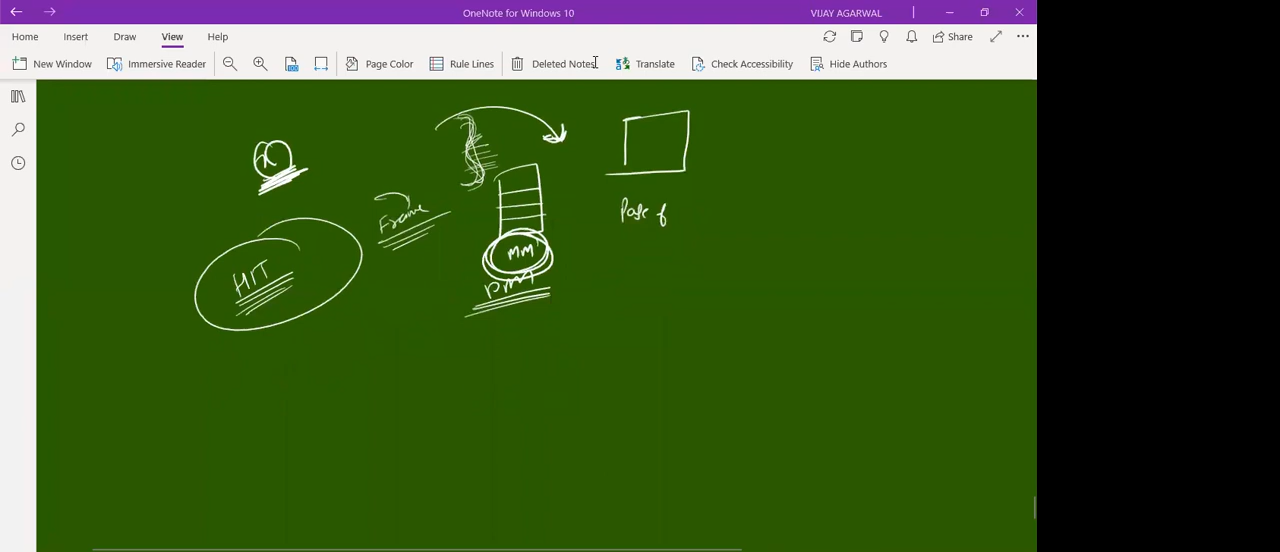 OneNote for Windows 10
VIJAY AGARWAL
Home Insert Draw View Help
Share
New Window Immersive Reader Page Color Rule Lines Deleted Notes Translate Check Accessibility Hide Authors
x
Frame
Page f
HIT
MM
PMM